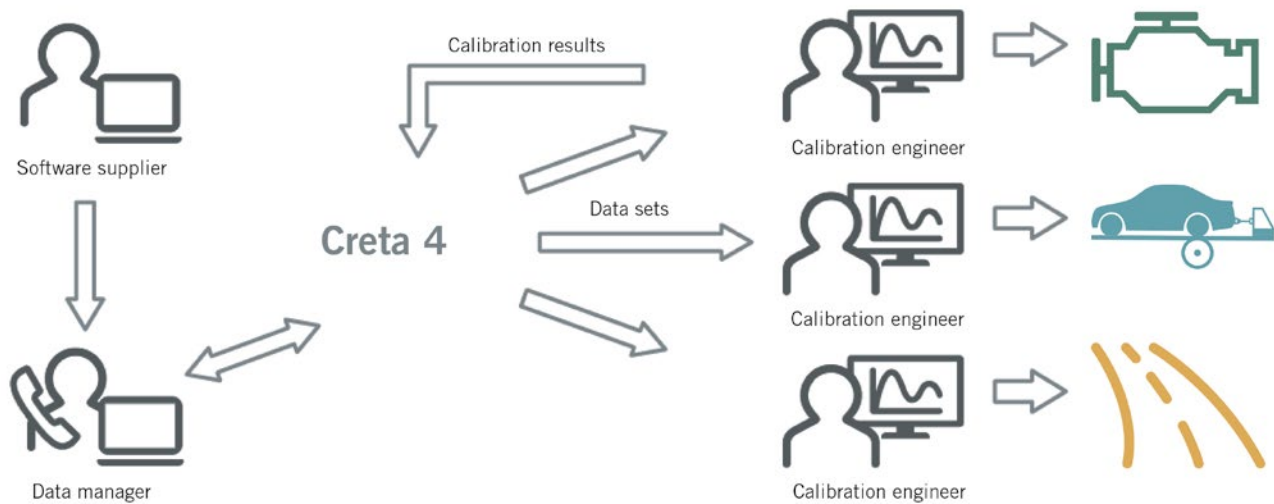 Calibration results
Software supplier
Calibration engineer
Data sets
Creta 4
Calibration engineer
Data manager
Calibration engineer